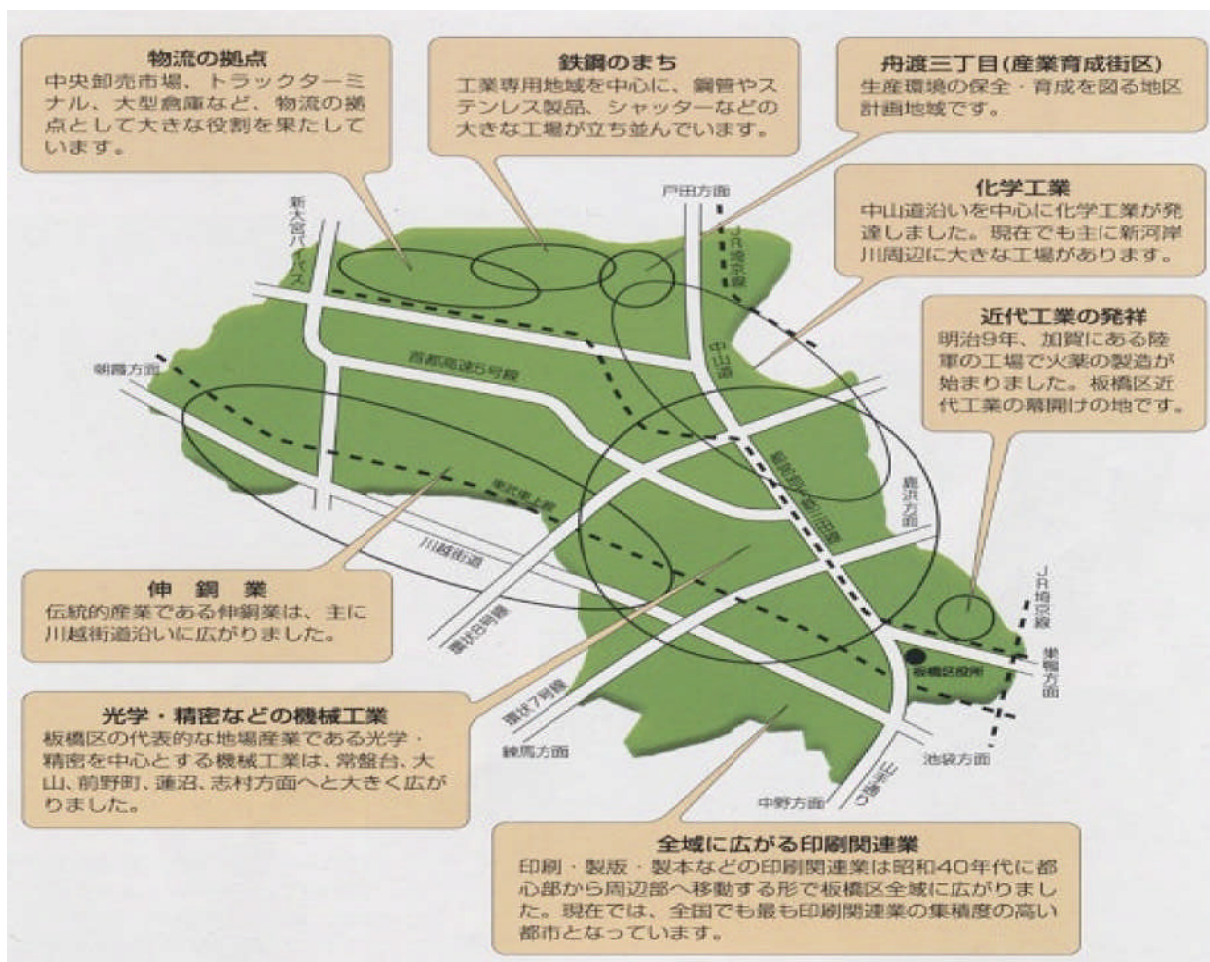 物流の拠点
中央卸売市場、トラックターミ
ナル、大型倉庫など、物流の拠
点として大きな役割を果たして
います。
鉄鋼のまち
工業専用地域を中心に、鋼管やス
テンレス製品、シャッターなどの
大きな工場が立ち並んでいます。
舟渡三丁目(産業育成街区)
生産環境の保全・育成を図る地区
計画地域です。
化学工業
中山道沿いを中心に化学工業が発
達しました。現在でも主に新河岸
川周辺に大きな工場があります。
近代工業の発祥
明治9年、加賀にある陸
軍の工場で火薬の製造が
始まりました。板橋区近
代工業の幕開けの地です。
新大宮バイパス
戸田方面
JR埼京線
中山道
首都高速5号線
朝霞方面
東武東上線
川越街道
鹿浜方面
環状8号線
環状7号線
練馬方面
JR埼京線
巣鴨方面
板橋区役所
池袋方面
山手通り
中野方面
伸銅業
伝統的産業である伸銅業は、主に
川越街道沿いに広がりました。
光学・精密などの機械工業
板橋区の代表的な地場産業である光学・
精密を中心とする機械工業は、常盤台、大
山、前野町、蓮沼、志村方面へと大きく広が
りました。
全域に広がる印刷関連業
印刷・製版・製本などの印刷関連業は昭和40年代に都
心部から周辺部へ移動する形で板橋区全域に広がりまし
た。現在では、全国でも最も印刷関連業の集積度の高い
都市となっています。